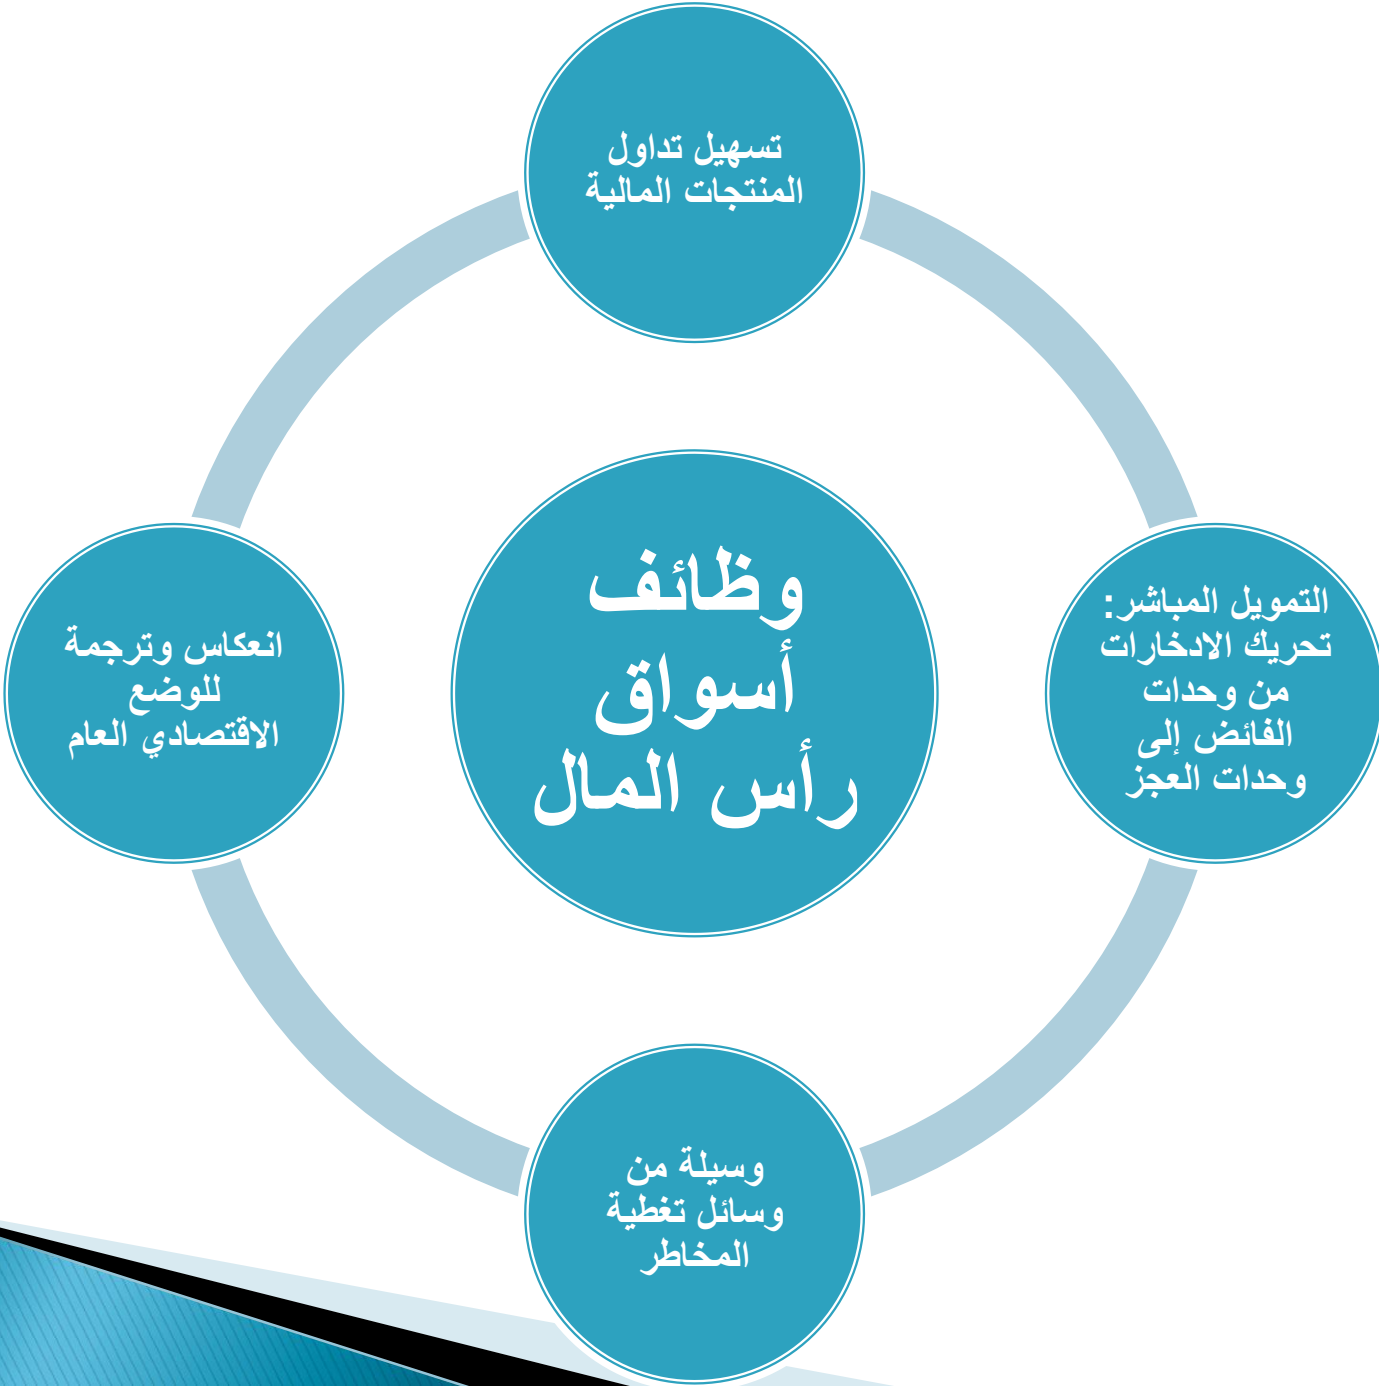 تسهيل تداول
المنتجات المالية
وظائف
أسواق
رأس المال
التمويل المباشر:
تحريك الادخارات
من وحدات
الفائض إلى
وحدات العجز
وسيلة من
وسائل تغطية
المخاطر
انعكاس وترجمة
للوضع
الاقتصادي العام